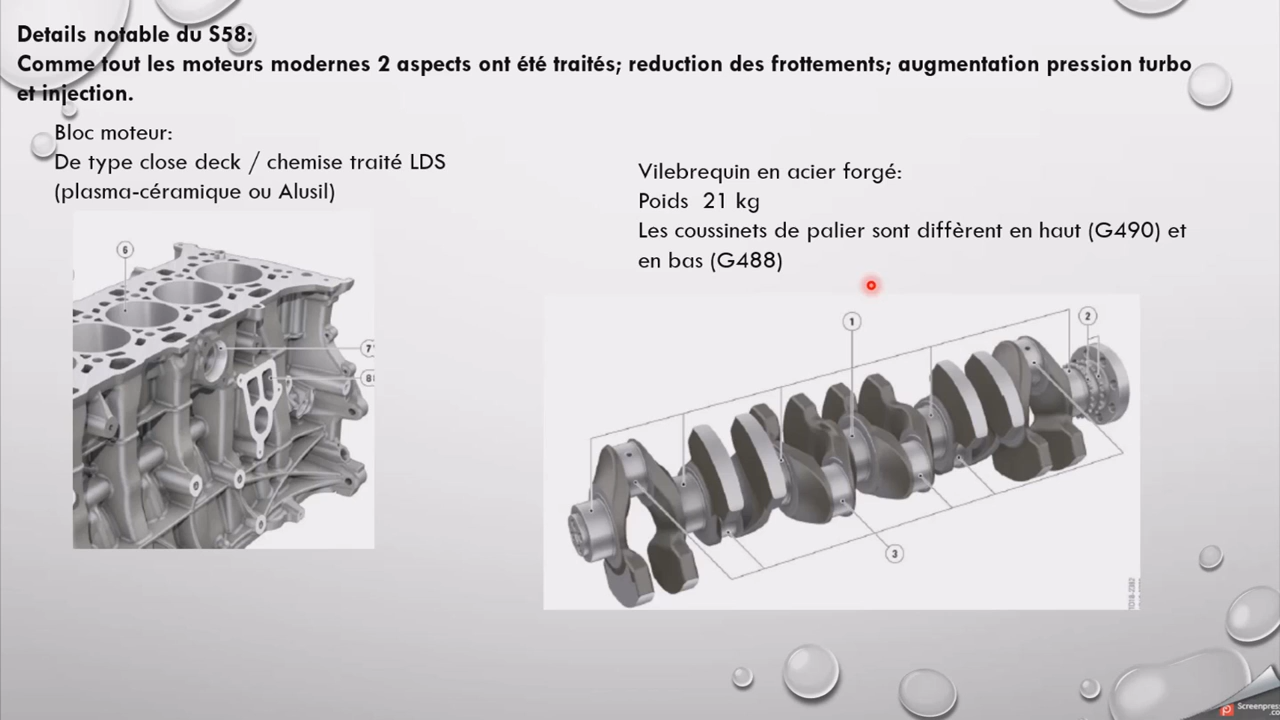 Details notable du S58:
Comme tout les moteurs modernes 2 aspects ont été traités; reduction des frottements; augmentation pression turbo
et injection.
Bloc moteur:
De type close deck / chemise traité LDS
(plasma-céramique ou Alusil)
Vilebrequin en acier forgé:
Poids 21 kg
Les coussinets de palier sont diffèrent en haut (G490) et
en bas (G488)
6
7
8
1
2
3